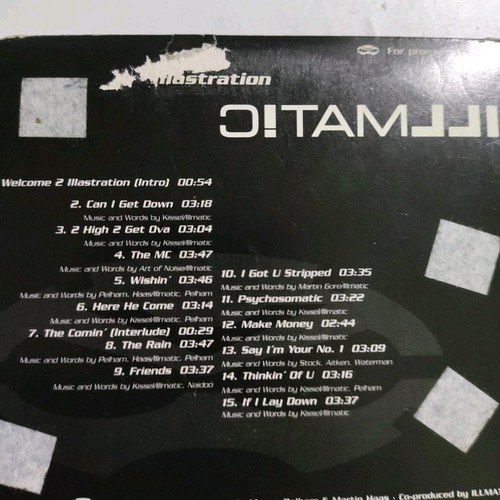 For promo
llastration
C!TAMLLI
Welcome 2 Illastration (Intro) 00:54
2. Can I Get Down 03:18
Music and Words by Kissel/Illmatic
3. 2 High 2 Get Ova 03:04
Music and Words by Kissel/Illmatic
4. The MC 03:47
Music and Words by Art of Noise/Illmatic
5. Wishin' 03:46
Music and Words by Pelham, Haas/Illmatic, Pelham
6. Here He Come 03:14
Music and Words by Kissel/Illmatic, Pelham
7. The Comin' (Interlude) 00:29
8. The Rain 03:47
Music and Words by Pelham, Haas/Illmatic, Pelham
9. Friends 03:37
Music and Words by Kissel/Illmatic, Naidoo
10. I Got U Stripped 03:35
Music and Words by Martin Gore/Illmatic
11. Psychosomatic 03:22
Music and Words by Kissel/Illmatic
12. Make Money 02:44
Music and Words by Kissel/Illmatic
13. Say I'm Your No. 1 03:09
Music and Words by Stock, Aitken, Waterman
14. Thinkin' Of U 03:16
Music and Words by Kissel/Illmatic, Pelham
15. If I Lay Down 03:37
Music and Words by Kissel/Illmatic
Pelham & Martin Haas · Co-produced by ILLMA